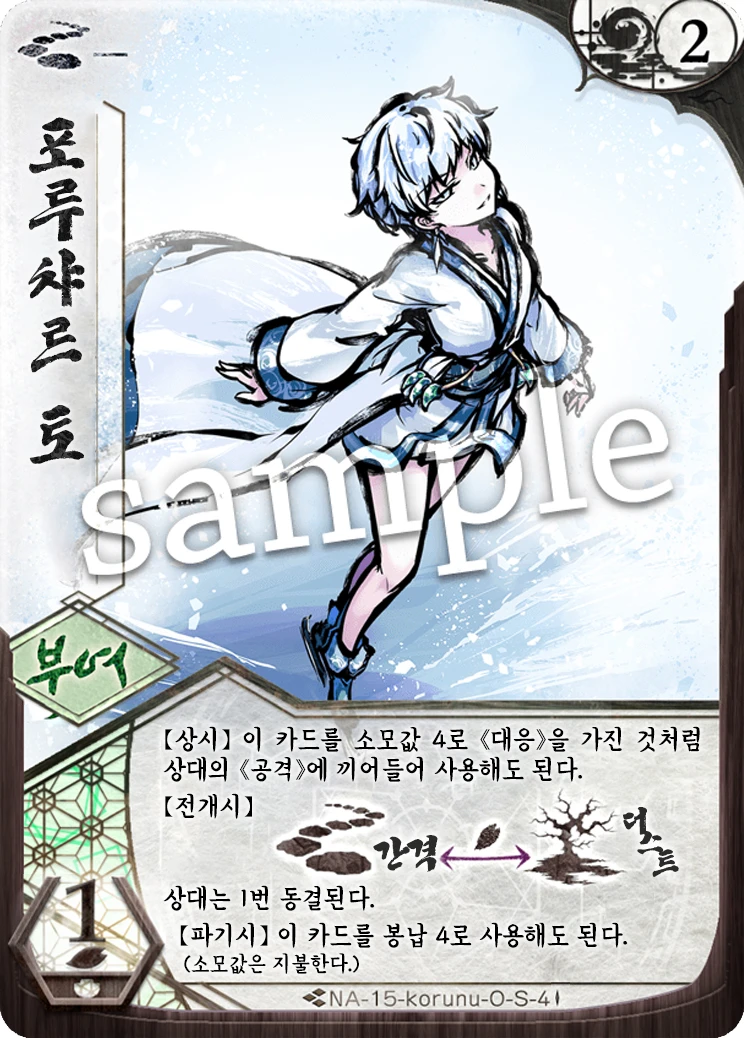 2
포루챠르 토
sample
부여
【상시】 이 카드를 소모값 4로 《대응》을 가진 것처럼
상대의 《공격》에 끼어들어 사용해도 된다.
【전개시】
간격 더스트
상대는 1번 동결된다.
【파기시】 이 카드를 봉납 4로 사용해도 된다.
(소모값은 지불한다.)
1
NA-15-korunu-O-S-4